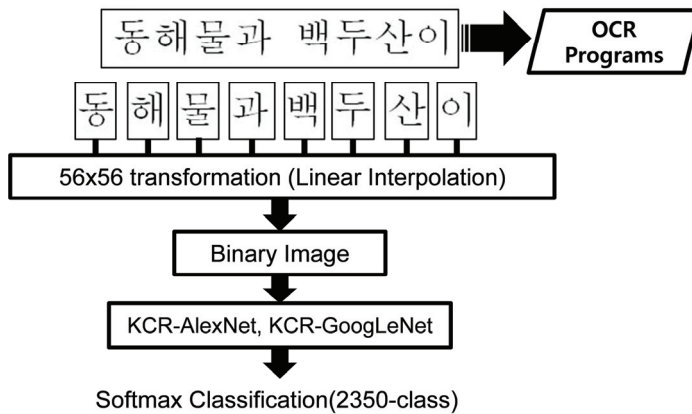 동해물과 백두산이
OCR
Programs
동 해 물 과 백 두 산 이
56x56 transformation (Linear Interpolation)
Binary Image
KCR-AlexNet, KCR-GoogLeNet
Softmax Classification(2350-class)